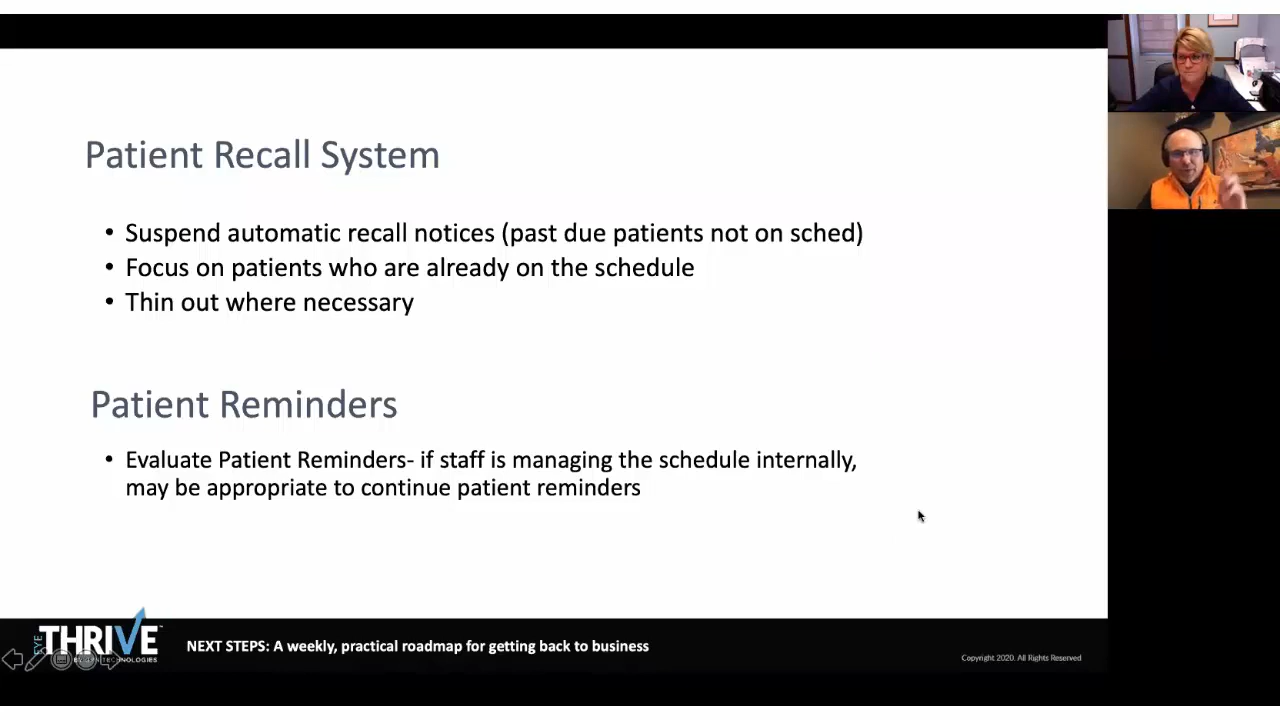 Patient Recall System
• Suspend automatic recall notices (past due patients not on sched)
• Focus on patients who are already on the schedule
• Thin out where necessary
Patient Reminders
• Evaluate Patient Reminders- if staff is managing the schedule internally,
may be appropriate to continue patient reminders
EYE
THRIVE™
TECHNOLOGIES
NEXT STEPS: A weekly, practical roadmap for getting back to business
Copyright 2020. All Rights Reserved